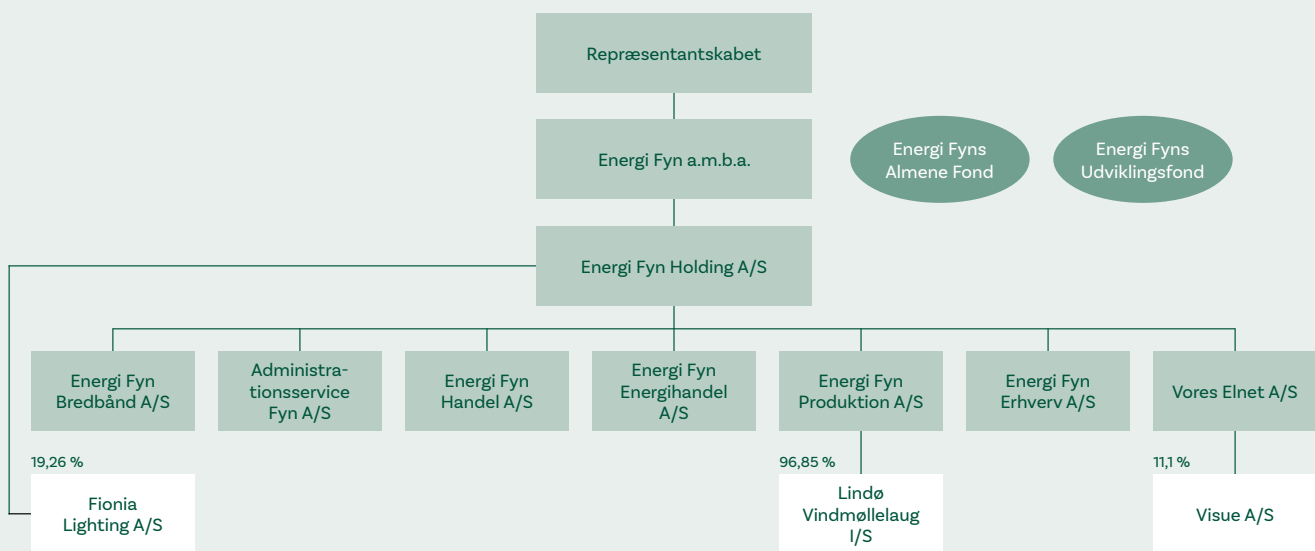 Repræsentantskabet
Energi Fyn a.m.b.a.
Energi Fyns
Almene Fond
Energi Fyns
Udviklingsfond
Energi Fyn Holding A/S
Energi Fyn
Bredbånd A/S
Administra-
tionsservice
Fyn A/S
Energi Fyn
Handel A/S
Energi Fyn
Energihandel
A/S
Energi Fyn
Produktion A/S
Energi Fyn
Erhverv A/S
Vores Elnet A/S
19,26 %
Fionia
Lighting A/S
96,85 %
Lindø
Vindmøllelaug
I/S
11,1 %
Visue A/S